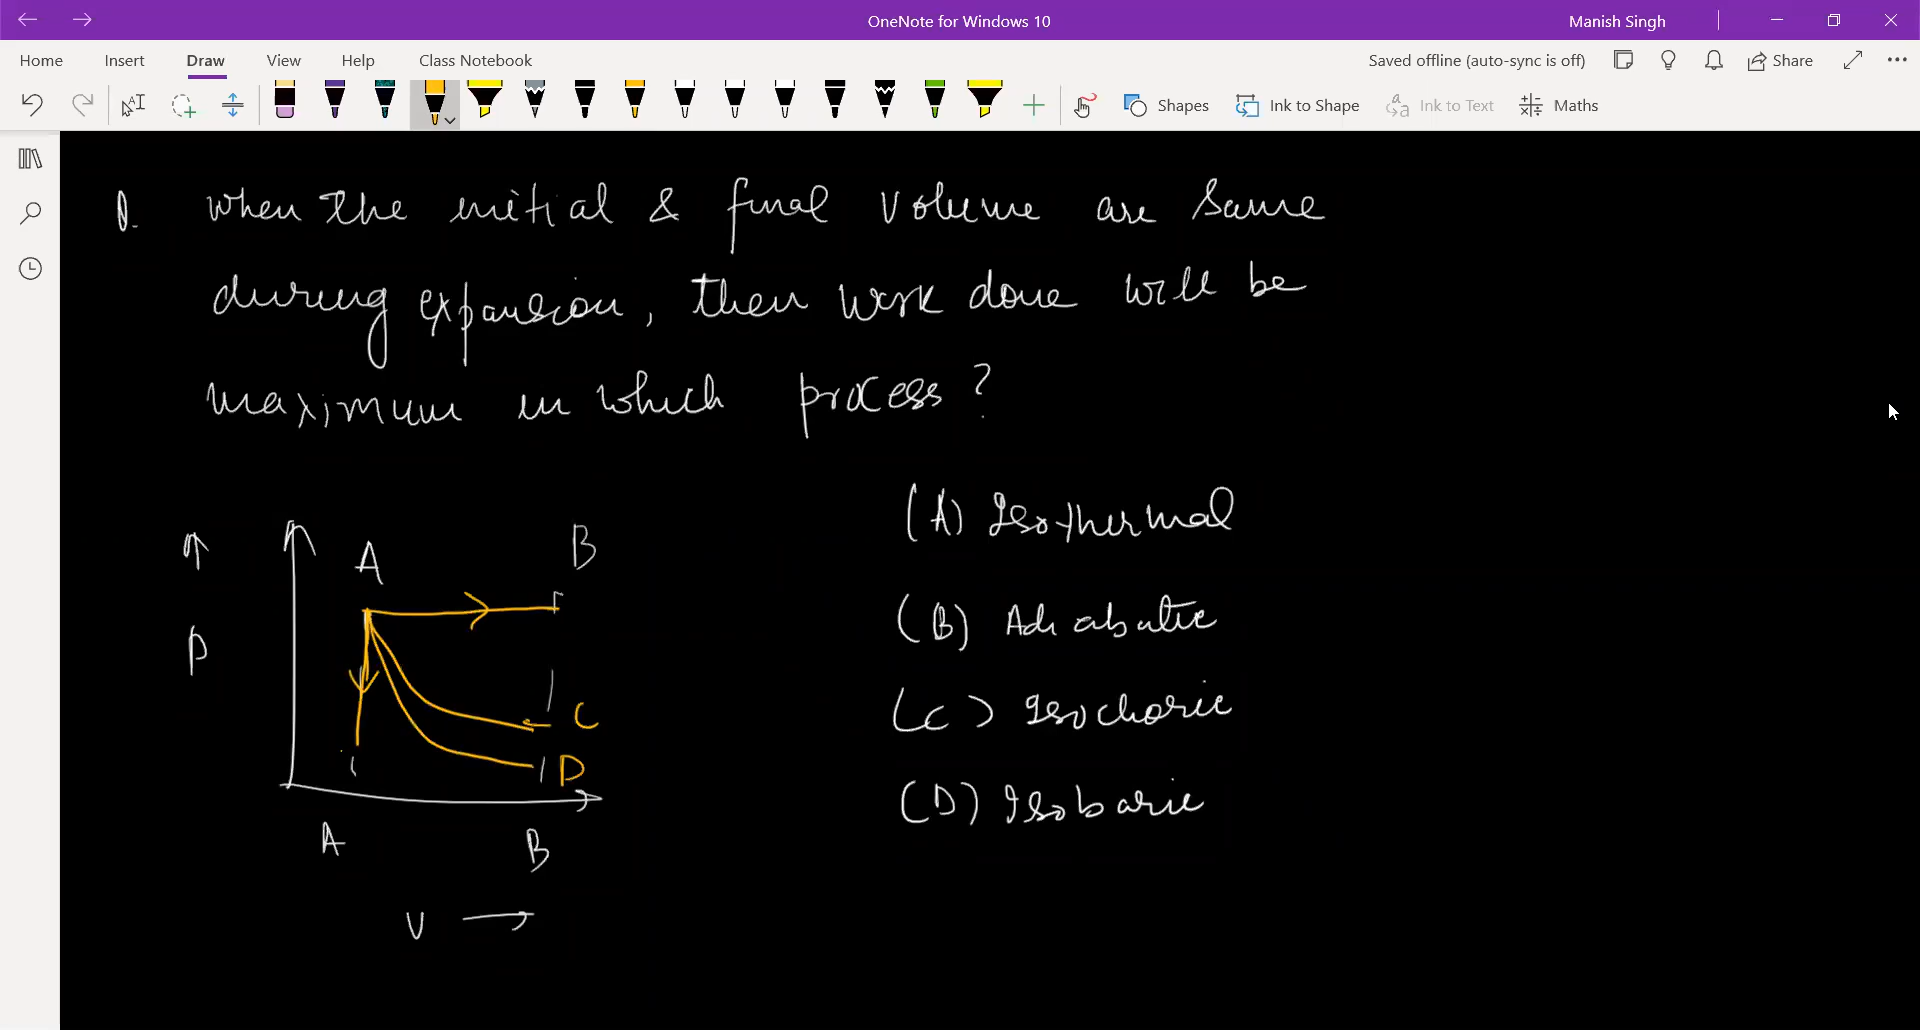 OneNote for Windows 10
Manish Singh
Home Insert Draw View Help Class Notebook
Saved offline (auto-sync is off) Share
Shapes Ink to Shape Ink to Text Maths
Q. when the initial & final volume are same
during expansion, then work done will be
maximum in which process?
(A) Isothermal
(B) Adiabatic
(C) Isochoric
(D) Isobaric
A B
P
C
D
A B
V